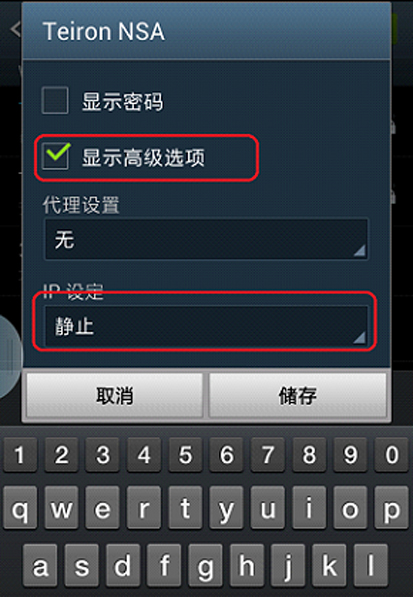 Teiron NSA
显示密码
显示高级选项
代理设置
无
IP 设定
静止
取消 储存
1 2 3 4 5 6 7 8 9 0
q w e r t y u i o p
a s d f g h j k l